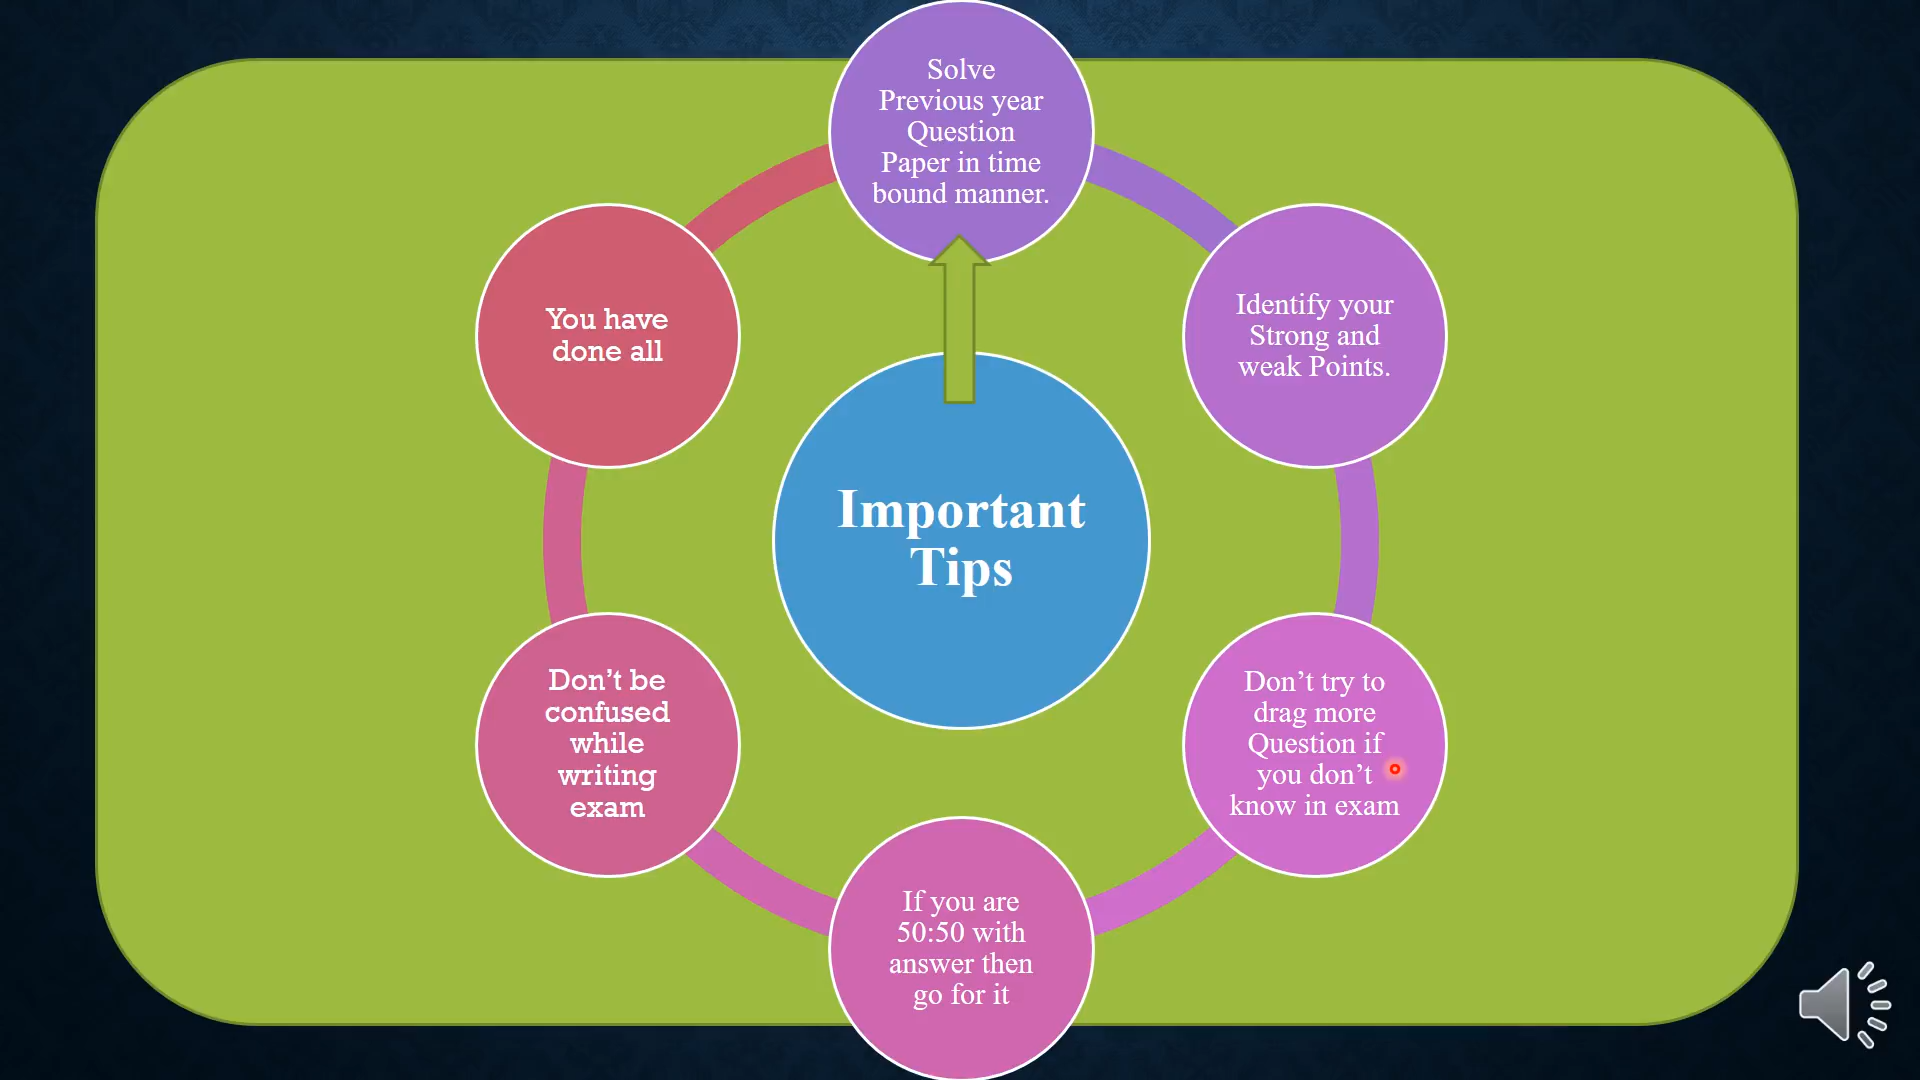 Solve
Previous year
Question
Paper in time
bound manner.
Identify your
Strong and
weak Points.
Don’t try to
drag more
Question if
you don’t
know in exam
If you are
50:50 with
answer then
go for it
Don’t be
confused
while
writing
exam
You have
done all
Important
Tips